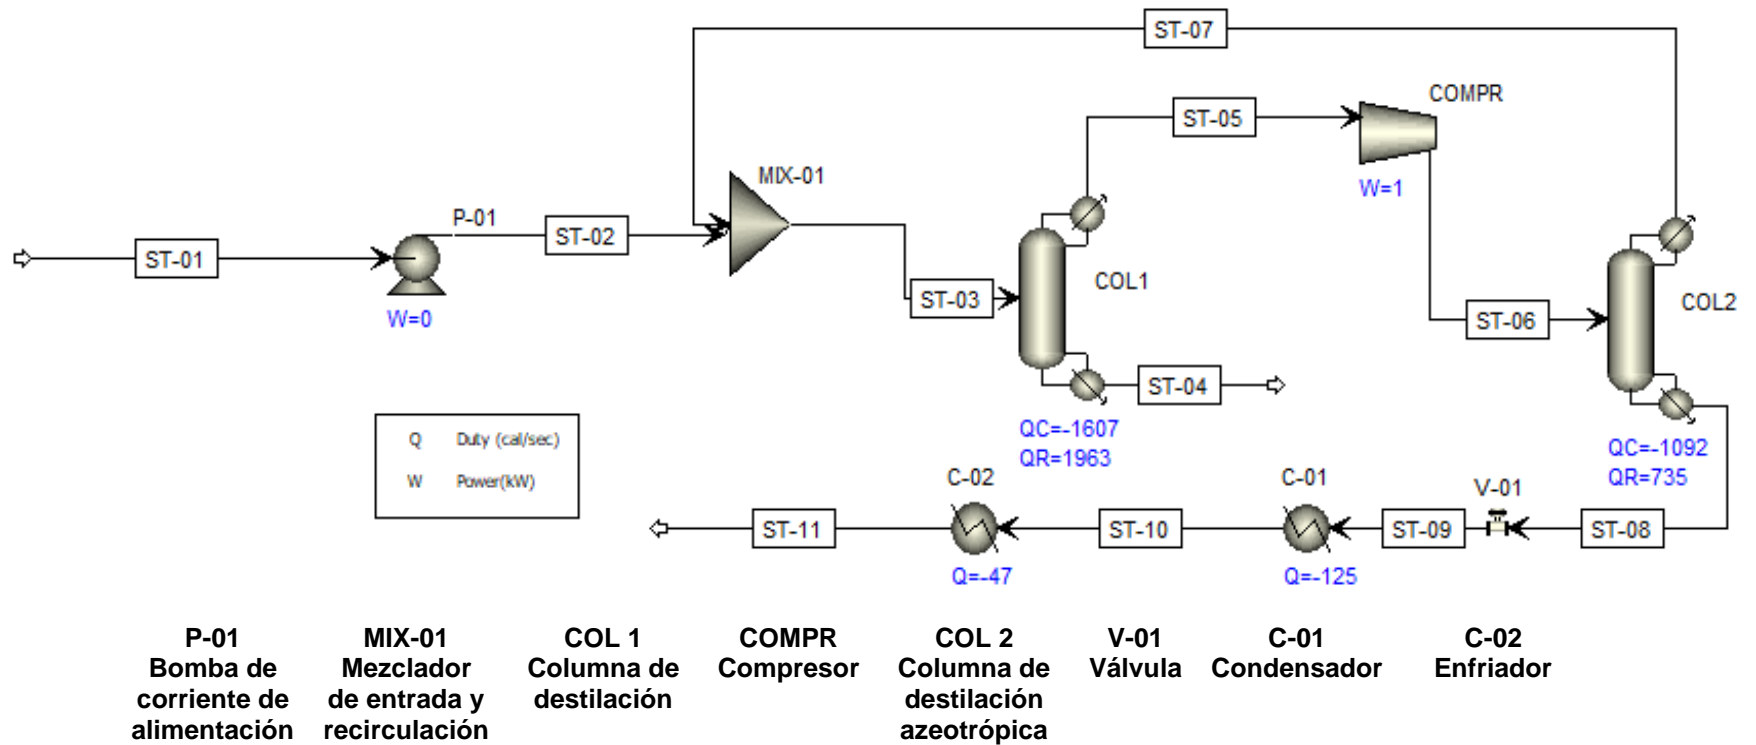 ST-07
COMPR
ST-05
W=1
MIX-01
P-01
ST-02
ST-01
W=0
ST-03
COL1
ST-04
QC=-1607
QR=1963
ST-06
COL2
QC=-1092
QR=735
Q Duty (cal/sec)
W Power(kW)
C-02
C-01
V-01
ST-11
ST-10
ST-09
ST-08
Q=-47
Q=-125
P-01
Bomba de
corriente de
alimentación
MIX-01
Mezclador
de entrada y
recirculación
COL 1
Columna de
destilación
COMPR
Compresor
COL 2
Columna de
destilación
azeotrópica
V-01
Válvula
C-01
Condensador
C-02
Enfriador